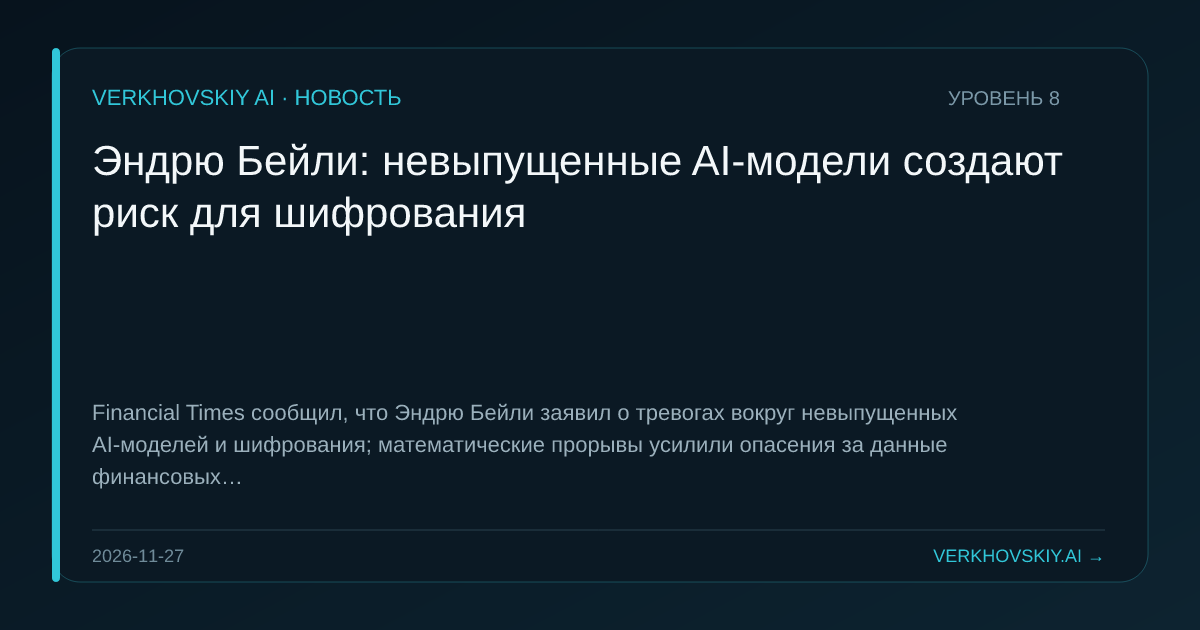 VERKHOVSKIY AI · НОВОСТЬ
УРОВЕНЬ 8
Эндрю Бейли: невыпущенные AI-модели создают
риск для шифрования
Financial Times сообщил, что Эндрю Бейли заявил о тревогах вокруг невыпущенных
AI-моделей и шифрования; математические прорывы усилили опасения за данные
финансовых…
2026-11-27
VERKHOVSKIY.AI →